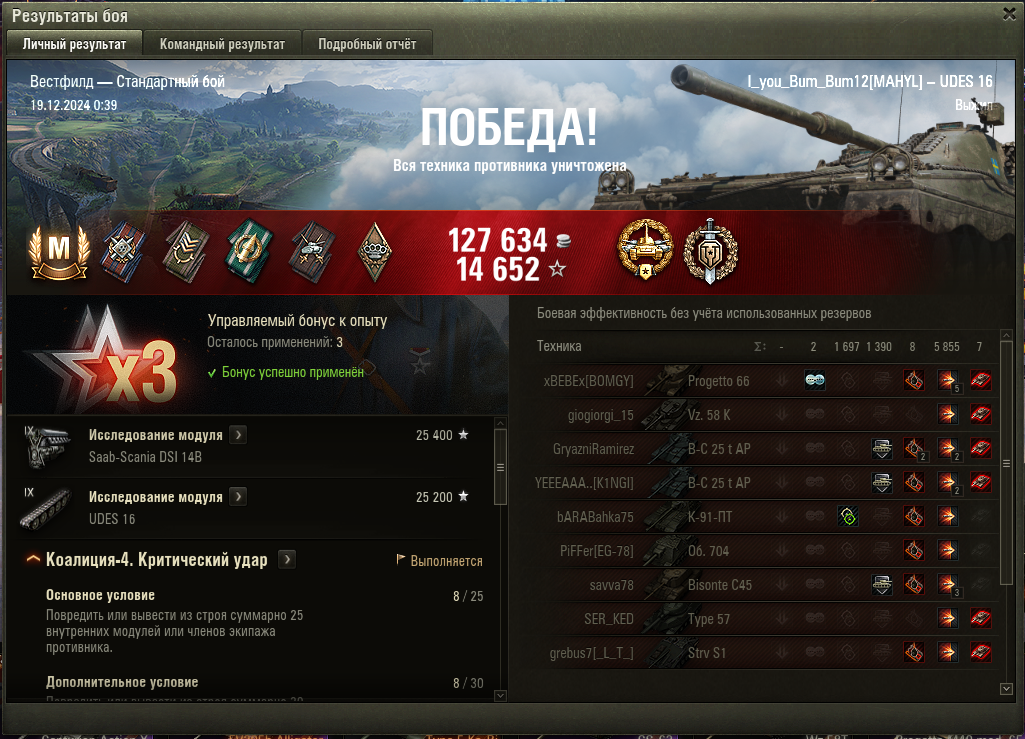 Результаты боя
Личный результат
Командный результат
Подробный отчёт
Вестфилд — Стандартный бой
I_you_Bum_Bum12[MAHYL] – UDES 16
19.12.2024 0:39
Выжил
ПОБЕДА!
Вся техника противника уничтожена
M
127 634
14 652
x3
Управляемый бонус к опыту
Осталось применений: 3
Бонус успешно применён
IX
Исследование модуля
25 400
Saab-Scania DSI 14B
IX
Исследование модуля
25 200
UDES 16
Коалиция-4. Критический удар
Выполняется
Основное условие
8 / 25
Повредить или вывести из строя суммарно 25
внутренних модулей или членов экипажа
противника.
Дополнительное условие
8 / 30
Боевая эффективность без учёта использованных резервов
Техника Σ: - 2 1 697 1 390 8 5 855 7
xBEBEx[BOMGY] Progetto 66 5
giogiorgi_15 Vz. 58 K
GryazniRamirez B-C 25 t AP 2 2
YEEEAAA..[K1NGI] B-C 25 t AP 2
bARABahka75 К-91-ПТ
PiFFer[EG-78] Об. 704
savva78 Bisonte C45 3
SER_KED Type 57
grebus7[_L_T_] Strv S1